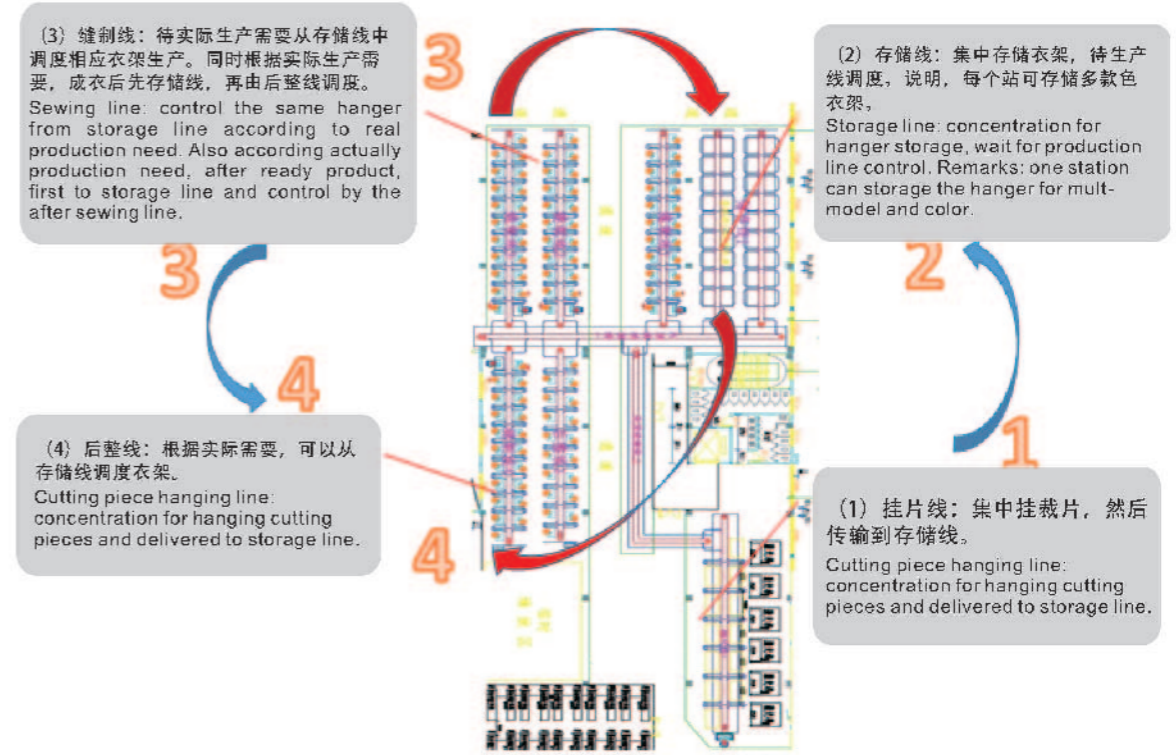 (3) 缝制线：待实际生产需要从存储线中
调度相应衣架生产。同时根据实际生产需
要，成衣后先存储线，再由后整线调度。
Sewing line: control the same hanger
from storage line according to real
production need. Also according actually
production need, after ready product,
first to storage line and control by the
after sewing line.
3
3
(2) 存储线：集中存储衣架，待生产
线调度，说明，每个站可存储多款色
衣架。
Storage line: concentration for
hanger storage, wait for production
line control. Remarks: one station
can storage the hanger for mult-
model and color.
2
4
(4) 后整线：根据实际需要，可以从
存储线调度衣架。
Cutting piece hanging line:
concentration for hanging cutting
pieces and delivered to storage line.
4
1
(1) 挂片线：集中挂裁片，然后
传输到存储线。
Cutting piece hanging line:
concentration for hanging cutting
pieces and delivered to storage line.